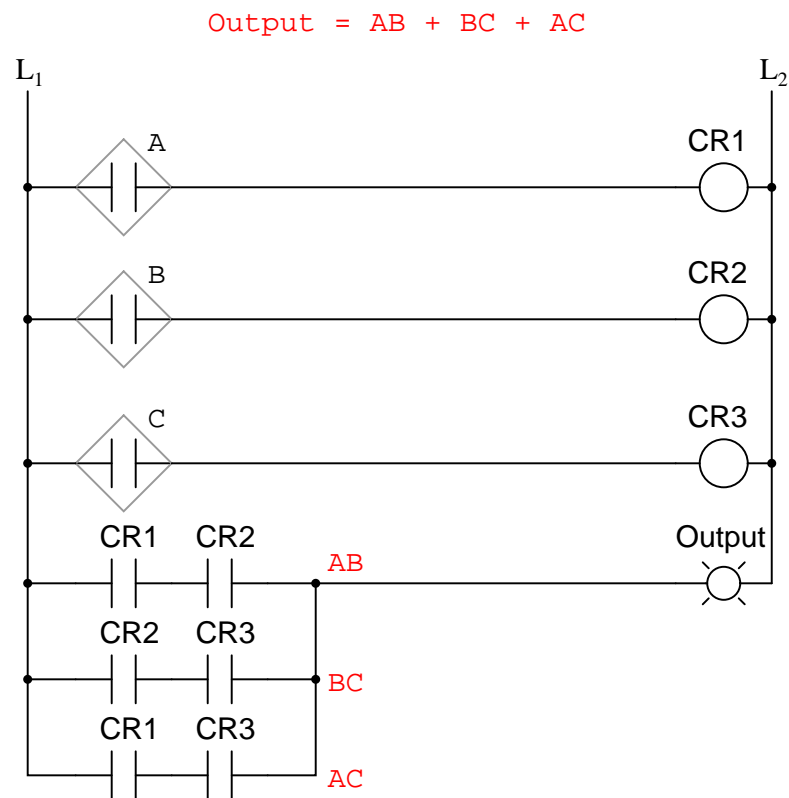 Output = AB + BC + AC
L1 L2
A CR1
B CR2
C CR3
CR1 CR2 AB Output
CR2 CR3 BC
CR1 CR3 AC